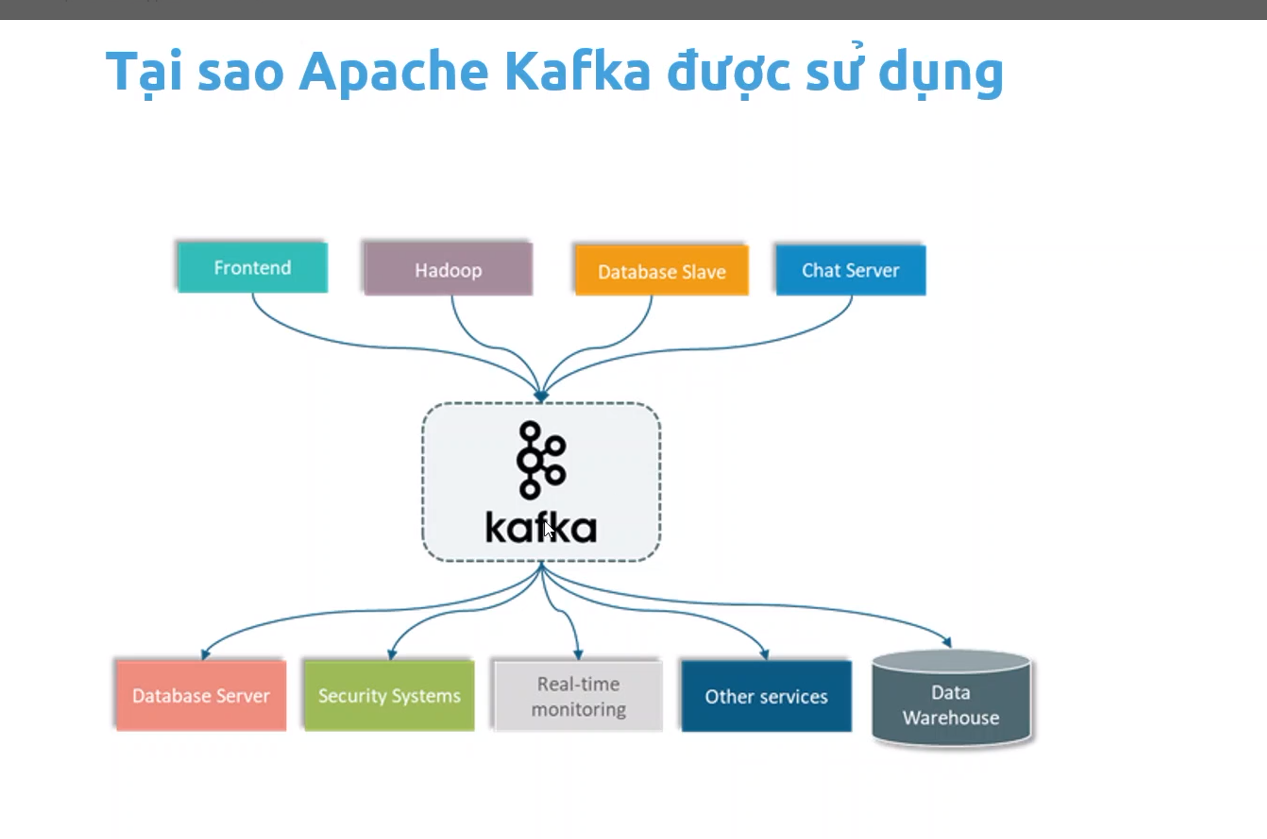 Tại sao Apache Kafka được sử dụng
Frontend
Hadoop
Database Slave
Chat Server
kafka
Database Server
Security Systems
Real-time
monitoring
Other services
Data
Warehouse